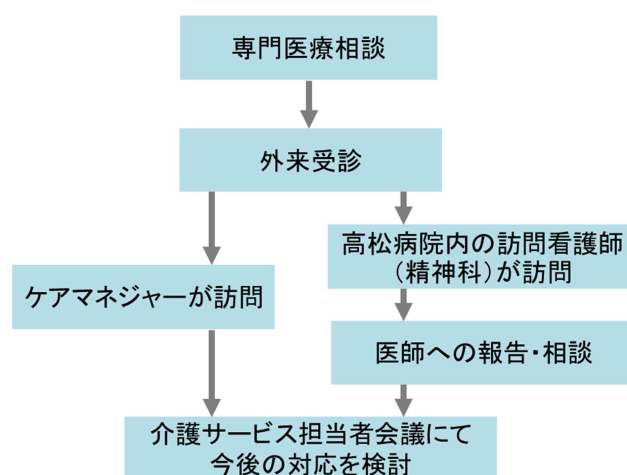 専門医療相談
外来受診
高松病院内の訪問看護師
（精神科）が訪問
ケアマネジャーが訪問
医師への報告・相談
介護サービス担当者会議にて
今後の対応を検討